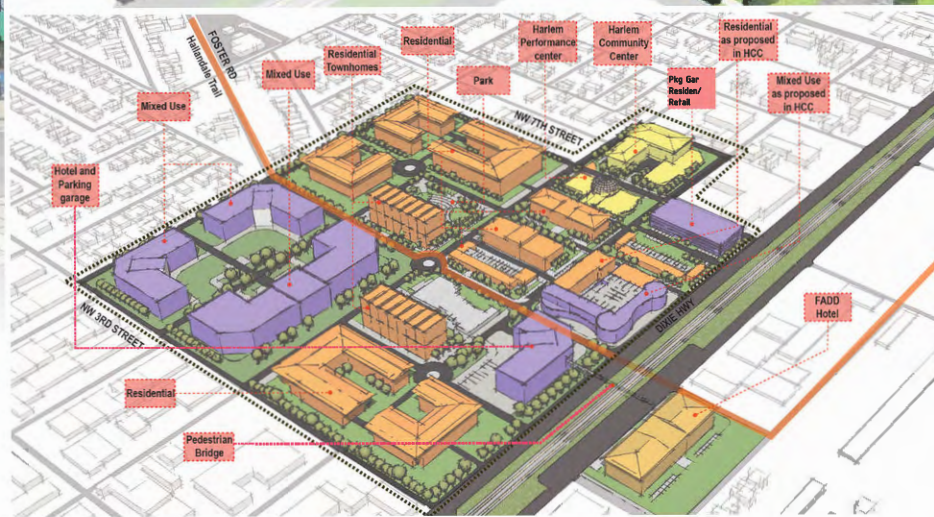 FOSTER RD
Hallandale Trail
Mixed Use
Mixed Use
Residential
Townhomes
Residential
Park
Harlem
Performance
center
Harlem
Community
Center
Pkg Gar
Residen/
Retail
Residential
as proposed
in HCC
Mixed Use
as proposed
in HCC
NW 7TH STREET
Hotel and
Parking
garage
NW 3RD STREET
DIXIE HWY
FADD
Hotel
Residential
Pedestrian
Bridge